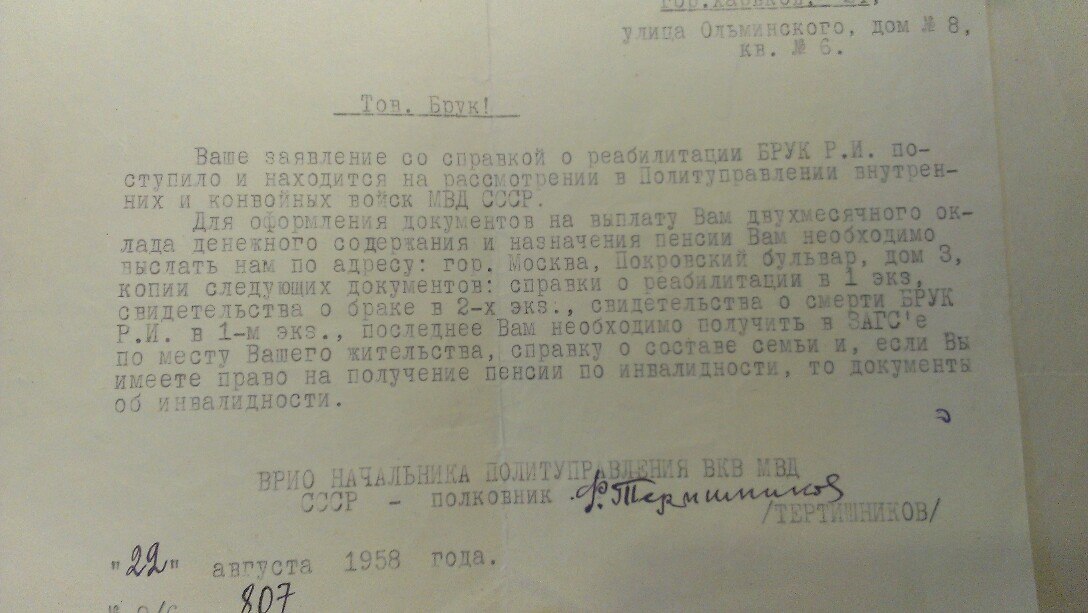 гор.Харьков,
улица Ольминского, дом № 8,
кв. № 6.
Тов. Брук!
Ваше заявление со справкой о реабилитации БРУК Р.И. по-
ступило и находится на рассмотрении в Политуправлении внутрен-
них и конвойных войск МВД СССР.
Для оформления документов на выплату Вам двухмесячного ок-
лада денежного содержания и назначения пенсии Вам необходимо
выслать нам по адресу: гор. Москва, Покровский бульвар, дом 3,
копии следующих документов: справки о реабилитации в 1 экз,
свидетельства о браке в 2-х экз., свидетельства о смерти БРУК
Р.И. в 1-м экз., последнее Вам необходимо получить в ЗАГС'е
по месту Вашего жительства, справку о составе семьи и, если Вы
имеете право на получение пенсии по инвалидности, то документы
об инвалидности.
ВРИО НАЧАЛЬНИКА ПОЛИТУПРАВЛЕНИЯ ВКВ МВД
СССР - полковник Ф.Тертишников
/ТЕРТИШНИКОВ/
"22" августа 1958 года.
807